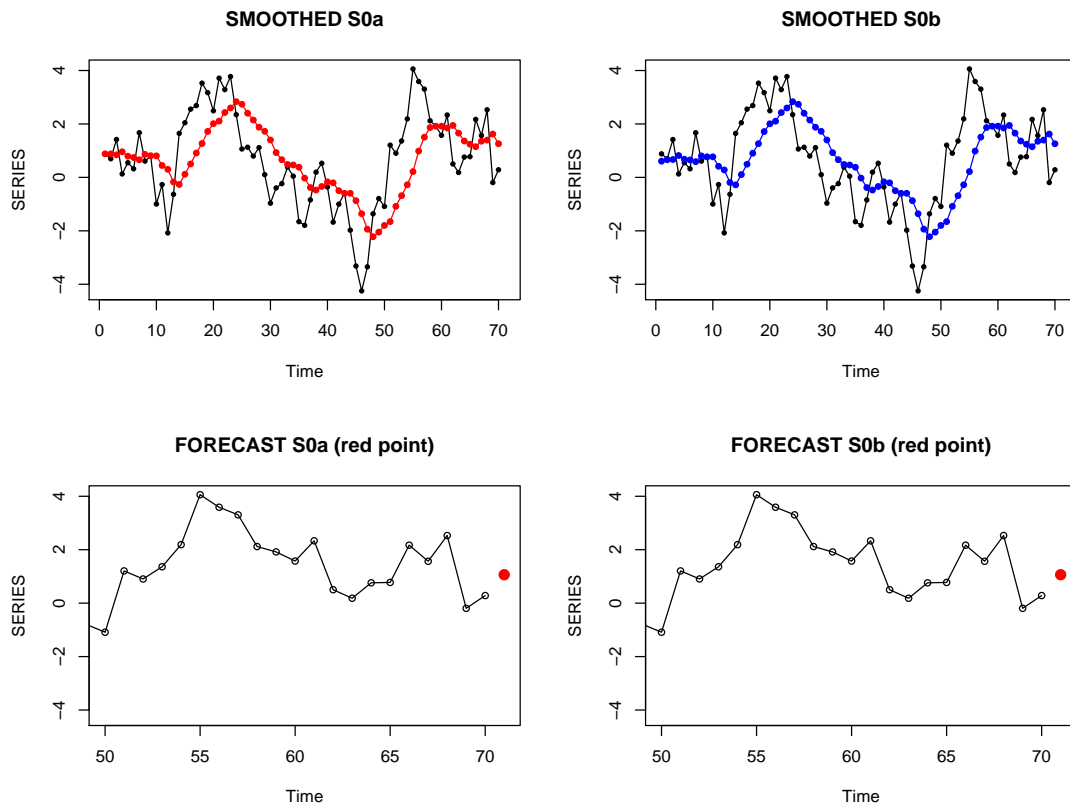 SMOOTHED S0a
SERIES
4
2
0
-2
-4
0 10 20 30 40 50 60 70
Time
SMOOTHED S0b
SERIES
4
2
0
-2
-4
0 10 20 30 40 50 60 70
Time
FORECAST S0a (red point)
SERIES
4
2
0
-2
-4
50 55 60 65 70
Time
FORECAST S0b (red point)
SERIES
4
2
0
-2
-4
50 55 60 65 70
Time